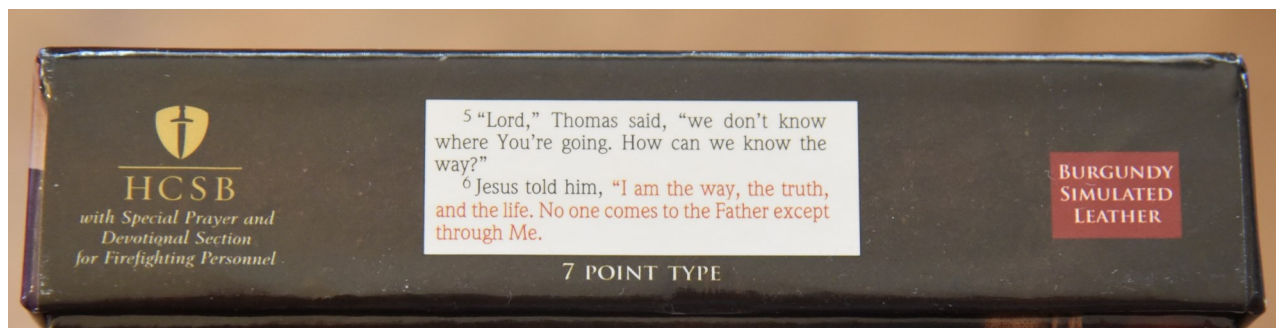 HCSB
with Special Prayer and
Devotional Section
for Firefighting Personnel
5 “Lord,” Thomas said, “we don’t know
where You’re going. How can we know the
way?”
6 Jesus told him, “I am the way, the truth,
and the life. No one comes to the Father except
through Me.
7 POINT TYPE
BURGUNDY
SIMULATED
LEATHER